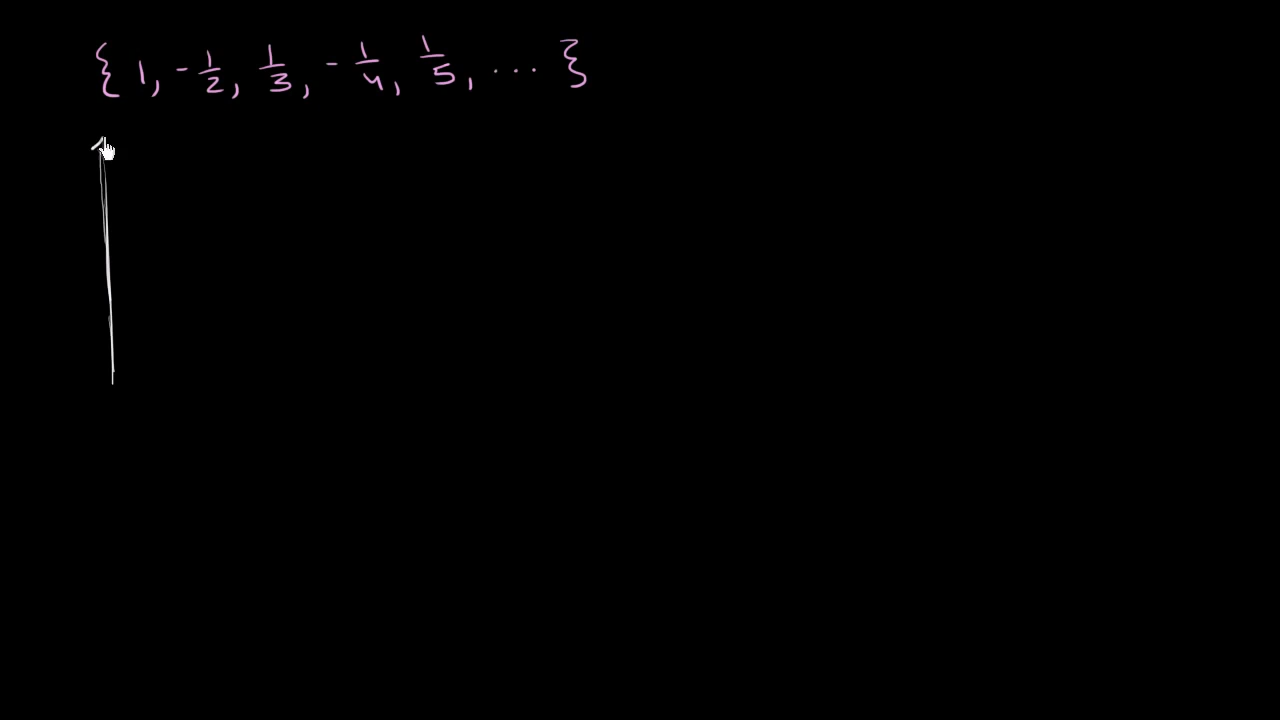 { 1, -1/2, 1/3, -1/4, 1/5, ... }